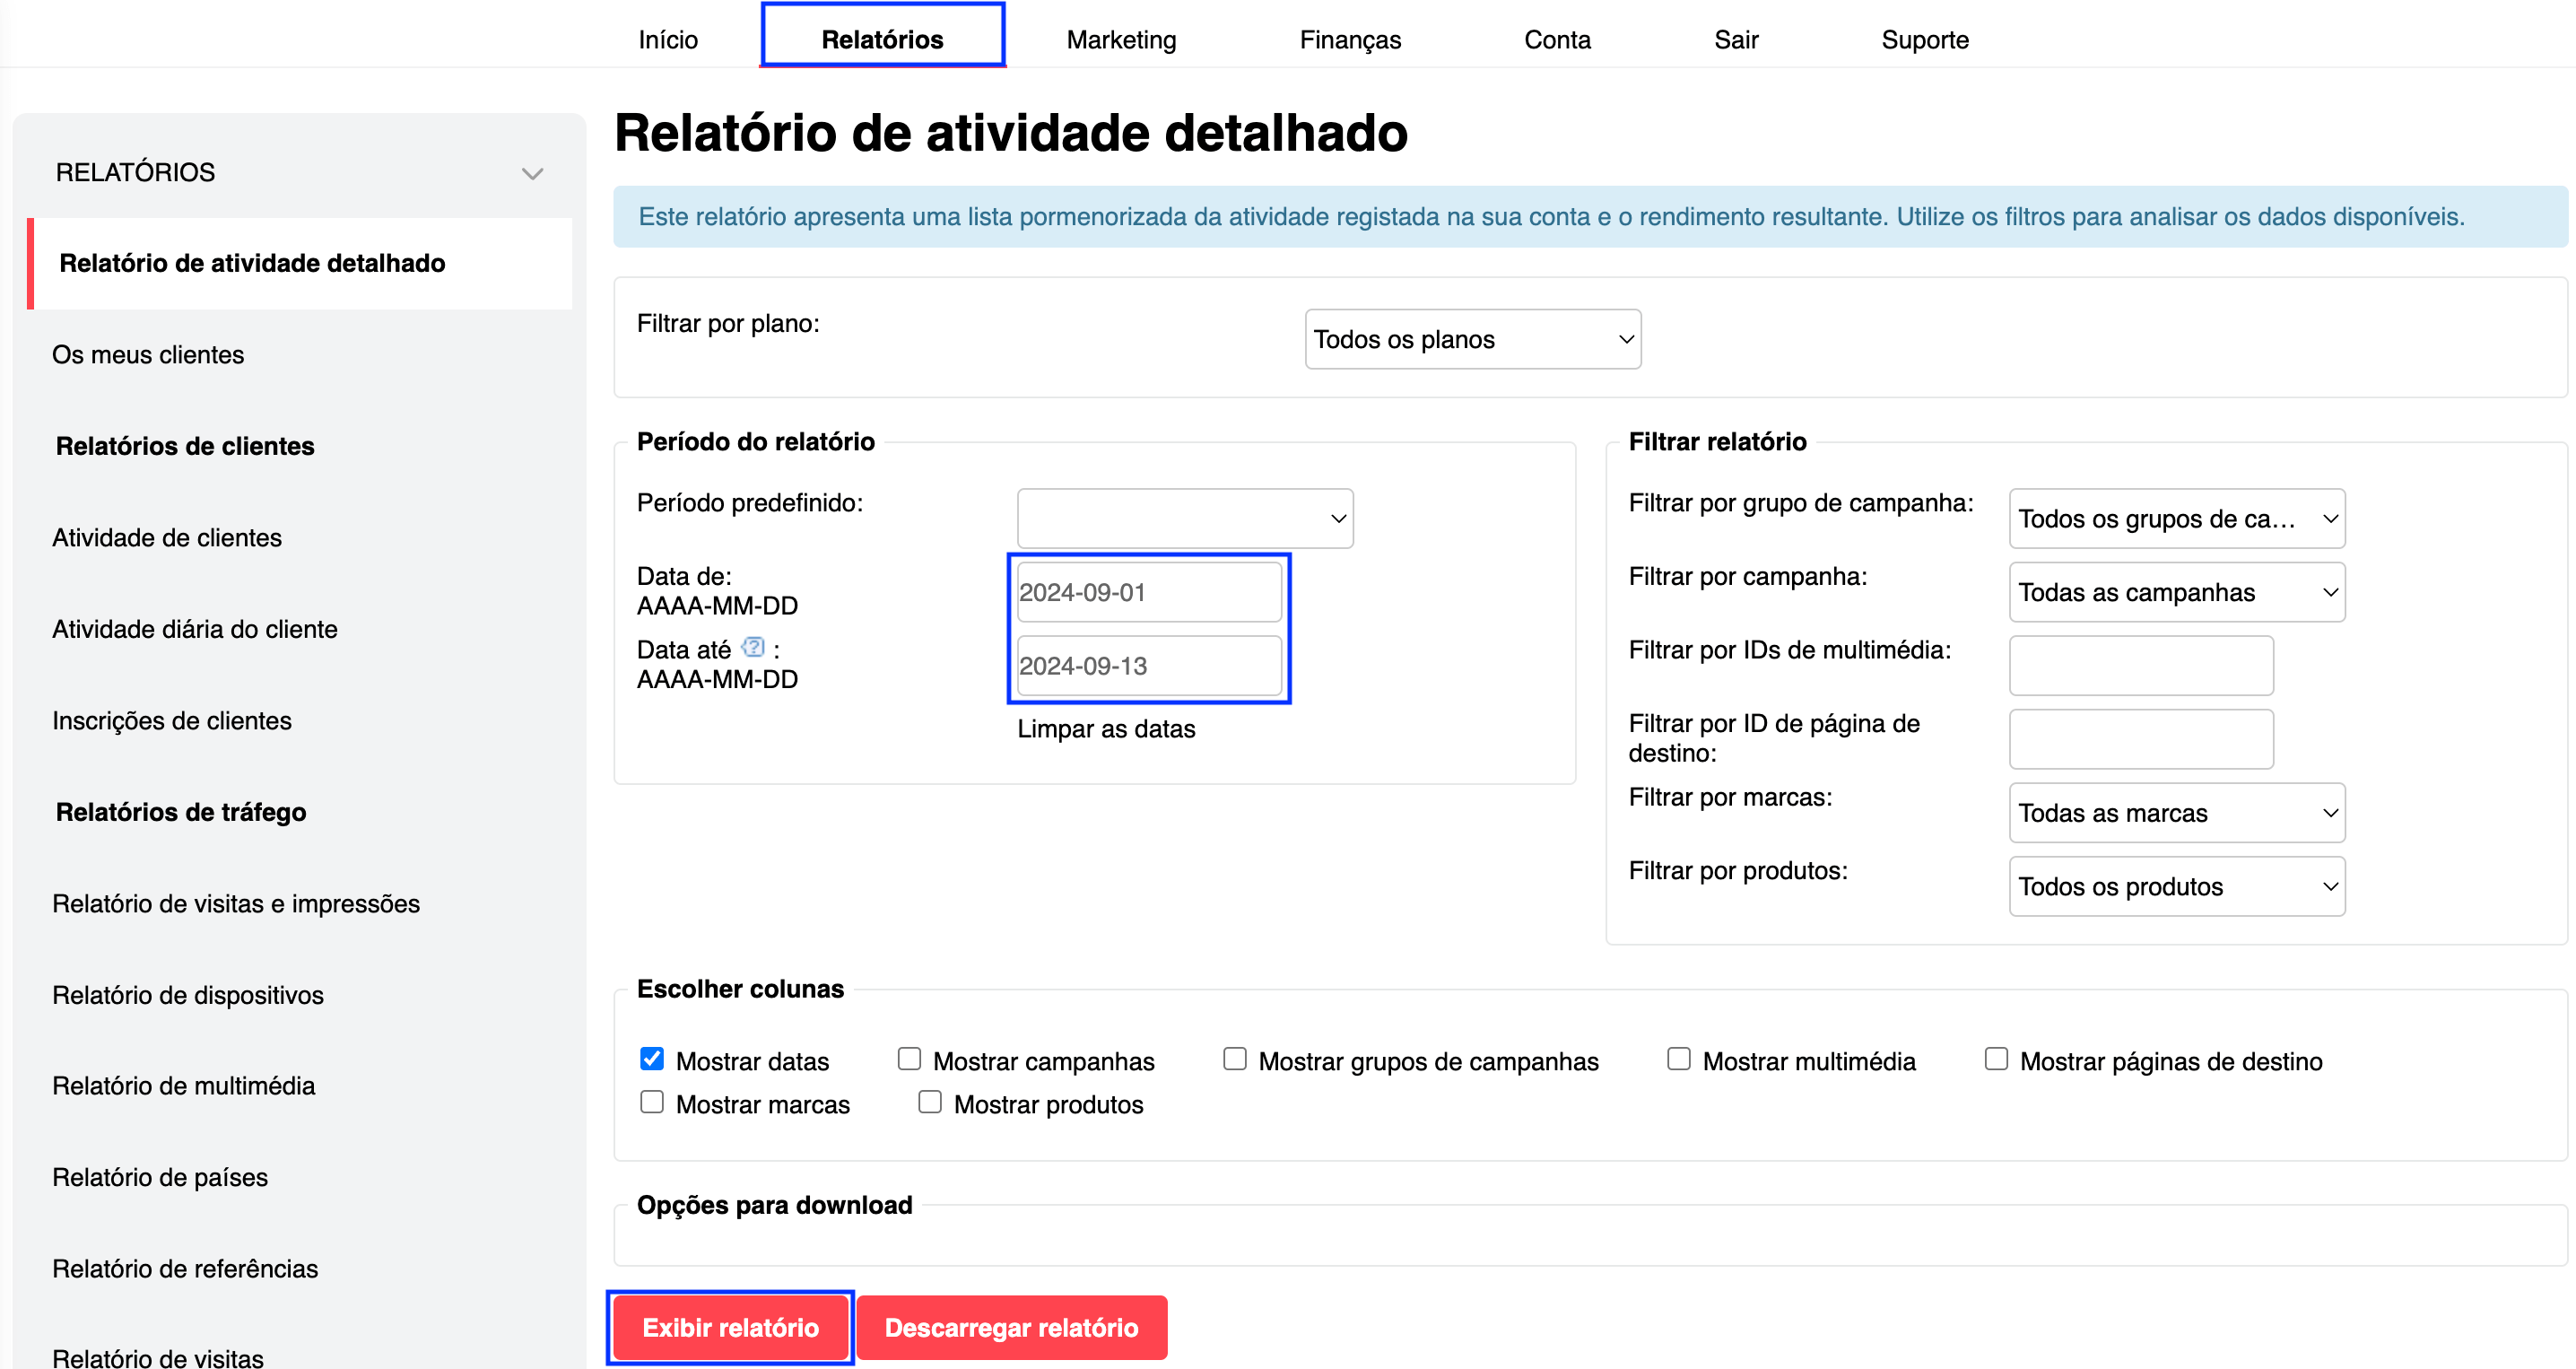 Início Relatórios Marketing Finanças Conta Sair Suporte
RELATÓRIOS
Relatório de atividade detalhado
Os meus clientes
Relatórios de clientes
Atividade de clientes
Atividade diária do cliente
Inscrições de clientes
Relatórios de tráfego
Relatório de visitas e impressões
Relatório de dispositivos
Relatório de multimédia
Relatório de países
Relatório de referências
Relatório de visitas
Relatório de atividade detalhado
Este relatório apresenta uma lista pormenorizada da atividade registada na sua conta e o rendimento resultante. Utilize os filtros para analisar os dados disponíveis.
Filtrar por plano: Todos os planos
Período do relatório
Período predefinido:
Data de: 2024-09-01
AAAA-MM-DD
Data até ? : 2024-09-13
AAAA-MM-DD
Limpar as datas
Filtrar relatório
Filtrar por grupo de campanha: Todos os grupos de ca...
Filtrar por campanha: Todas as campanhas
Filtrar por IDs de multimédia:
Filtrar por ID de página de
destino:
Filtrar por marcas: Todas as marcas
Filtrar por produtos: Todos os produtos
Escolher colunas
Mostrar datas Mostrar campanhas Mostrar grupos de campanhas Mostrar multimédia Mostrar páginas de destino
Mostrar marcas Mostrar produtos
Opções para download
Exibir relatório Descarregar relatório